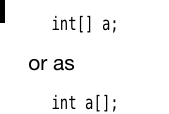 int[] a;
or as
int a[];